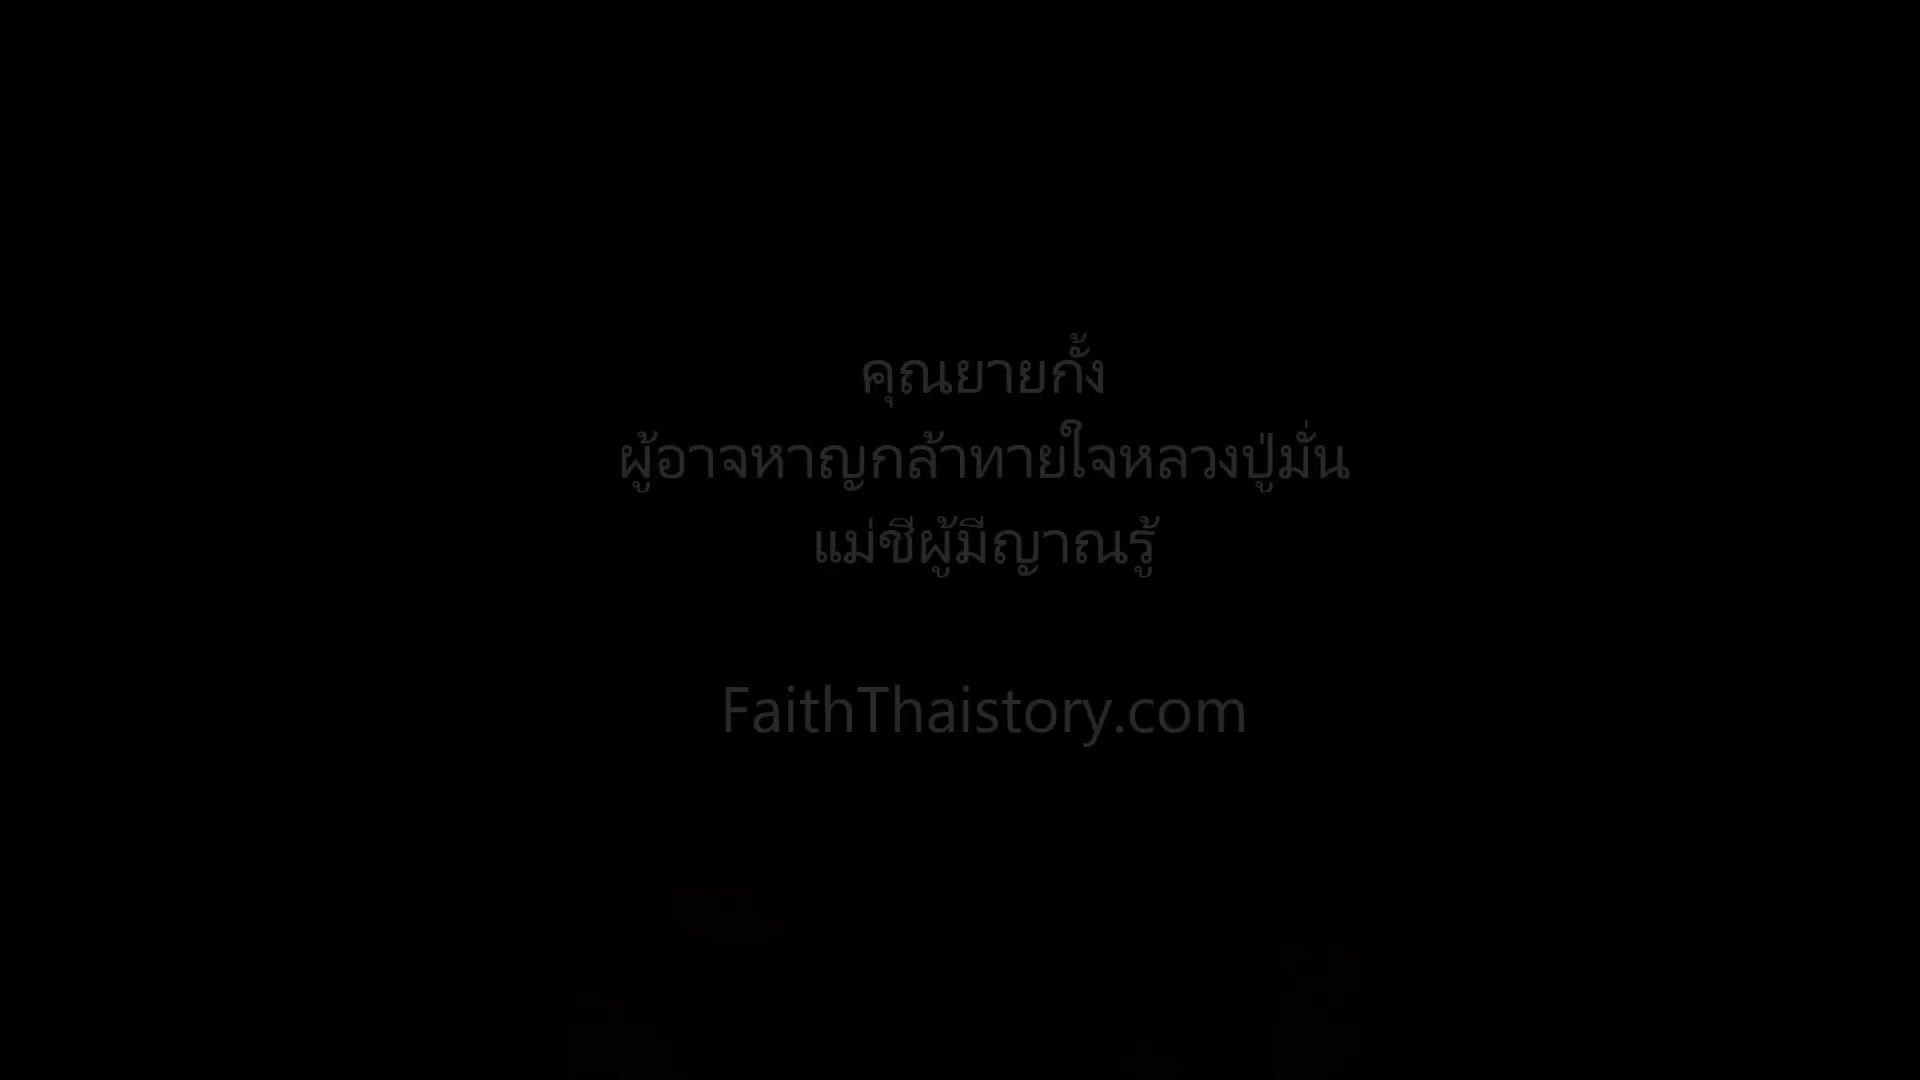 คุณยายกั้ง
ผู้อาจหาญกล้าทายใจหลวงปู่มั่น
แม่ชีผู้มีญาณรู้
FaithThaistory.com